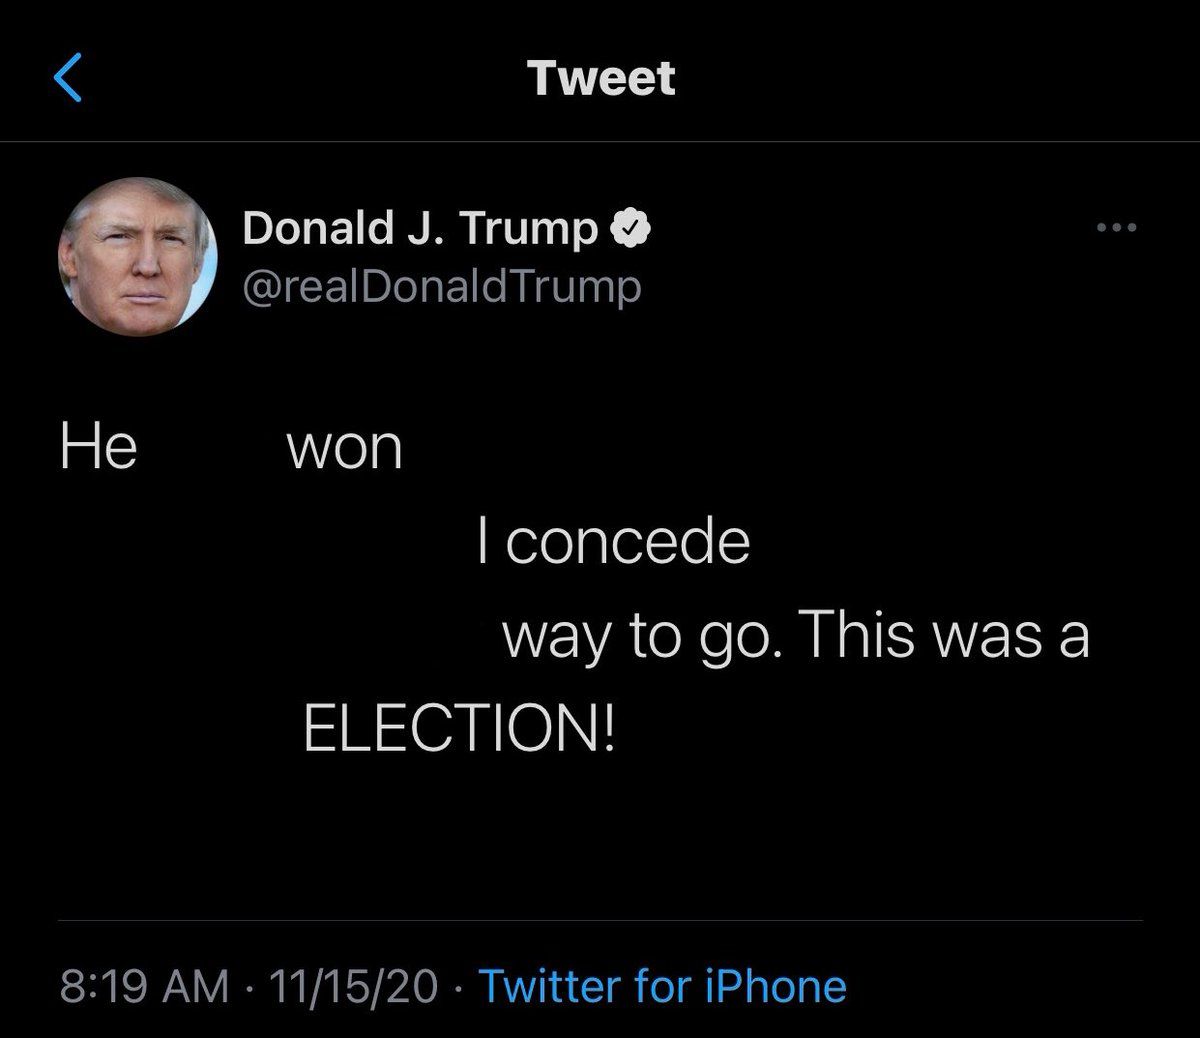 Tweet
Donald J. Trump
@realDonaldTrump
He won
I concede
way to go. This was a
ELECTION!
8:19 AM · 11/15/20 · Twitter for iPhone